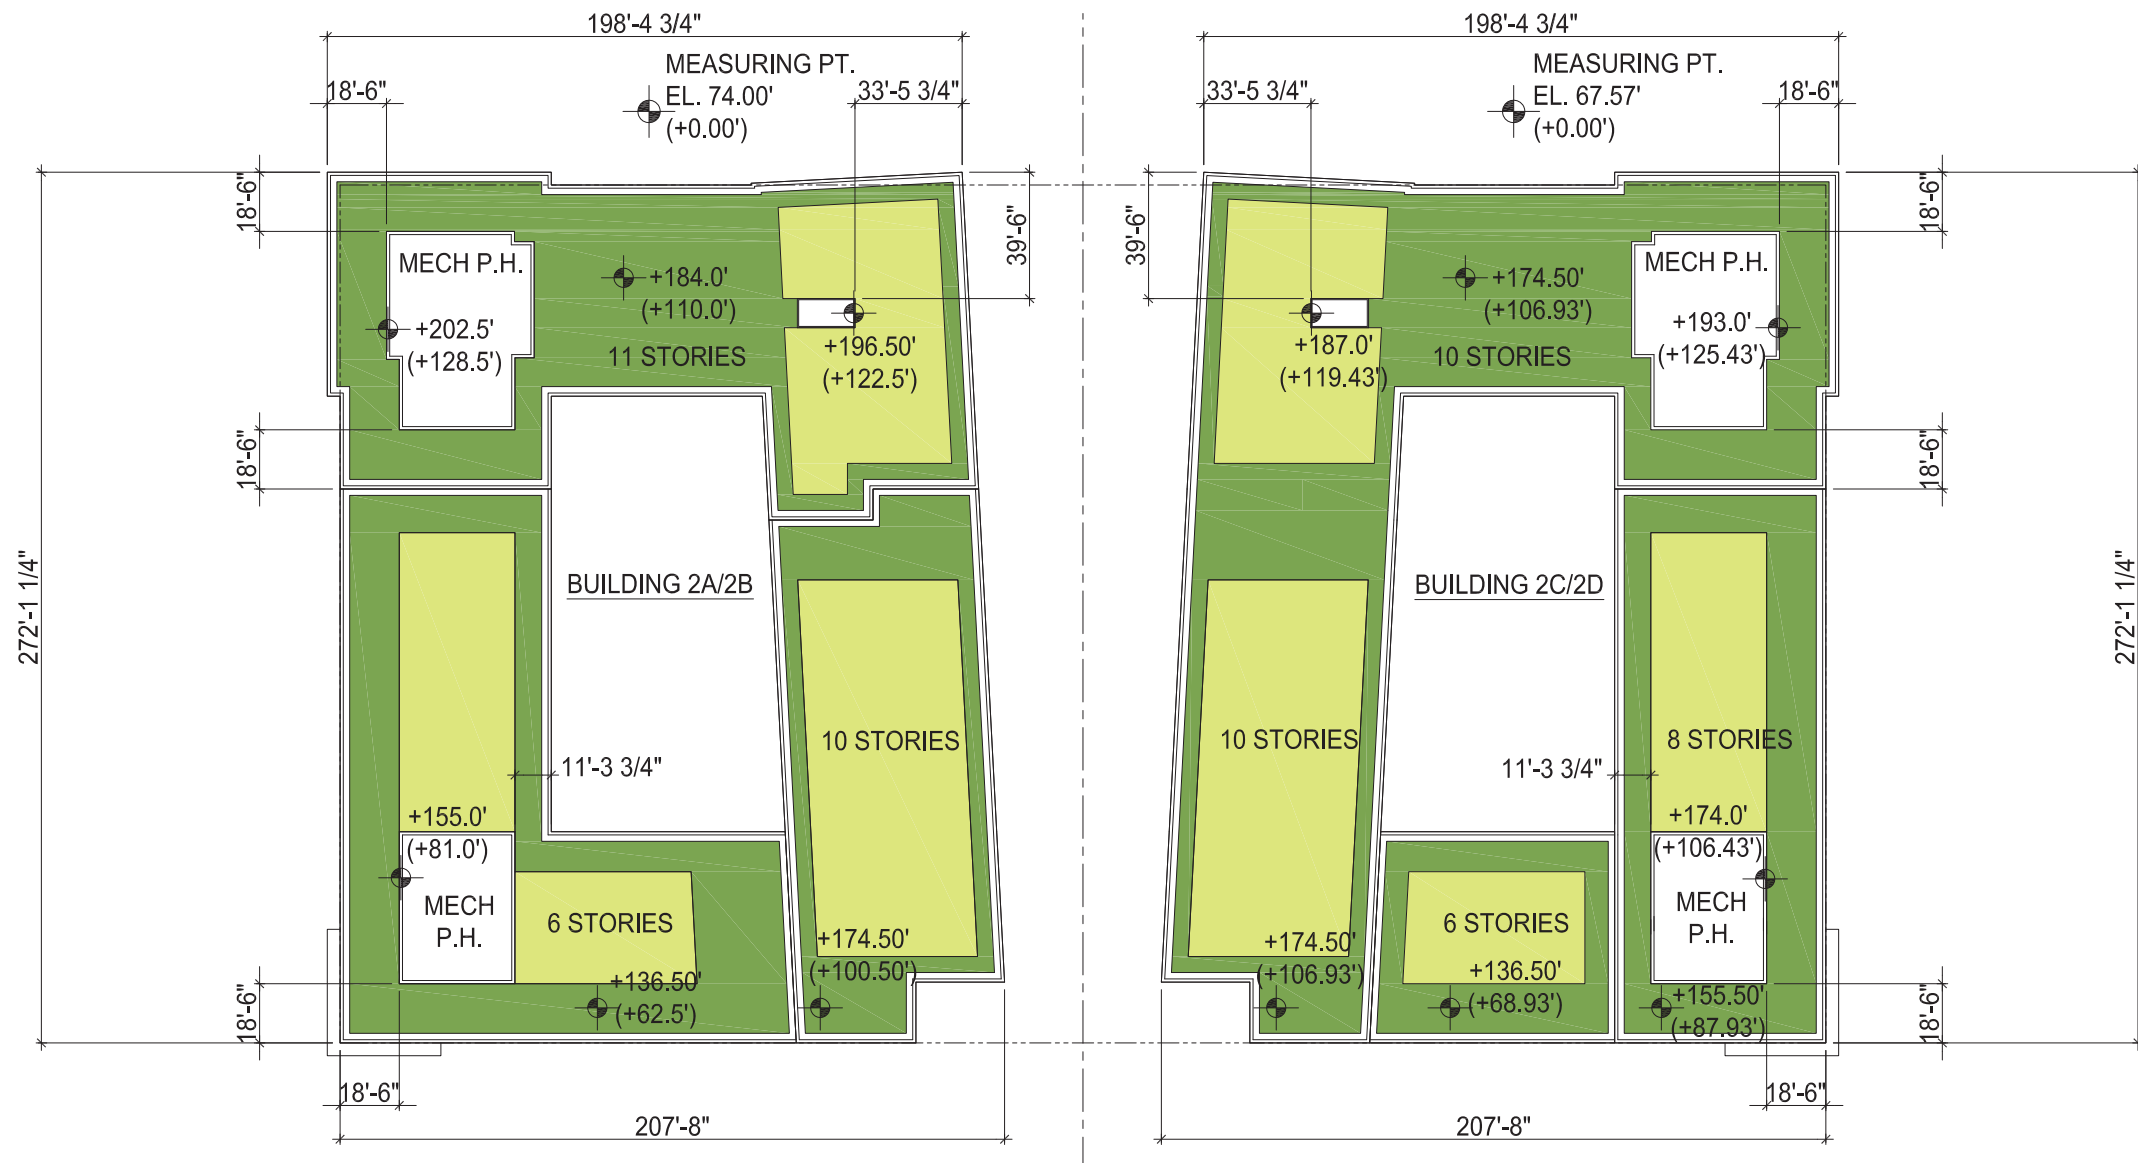 198'-4 3/4"
198'-4 3/4"
MEASURING PT.
EL. 74.00'
(+0.00')
MEASURING PT.
EL. 67.57'
(+0.00')
18'-6"
33'-5 3/4"
33'-5 3/4"
18'-6"
18'-6"
39'-6"
39'-6"
18'-6"
MECH P.H.
+202.5'
(+128.5')
+184.0'
(+110.0')
11 STORIES
+196.50'
(+122.5')
+187.0'
(+119.43')
+174.50'
(+106.93')
10 STORIES
MECH P.H.
+193.0'
(+125.43')
18'-6"
18'-6"
272'-1 1/4"
BUILDING 2A/2B
BUILDING 2C/2D
272'-1 1/4"
10 STORIES
10 STORIES
8 STORIES
11'-3 3/4"
11'-3 3/4"
+155.0'
(+81.0')
MECH
P.H.
6 STORIES
+136.50'
(+62.5')
+174.50'
(+100.50')
+174.50'
(+106.93')
6 STORIES
+136.50'
(+68.93')
+174.0'
(+106.43')
MECH
P.H.
+155.50'
(+87.93')
18'-6"
18'-6"
18'-6"
18'-6"
207'-8"
207'-8"